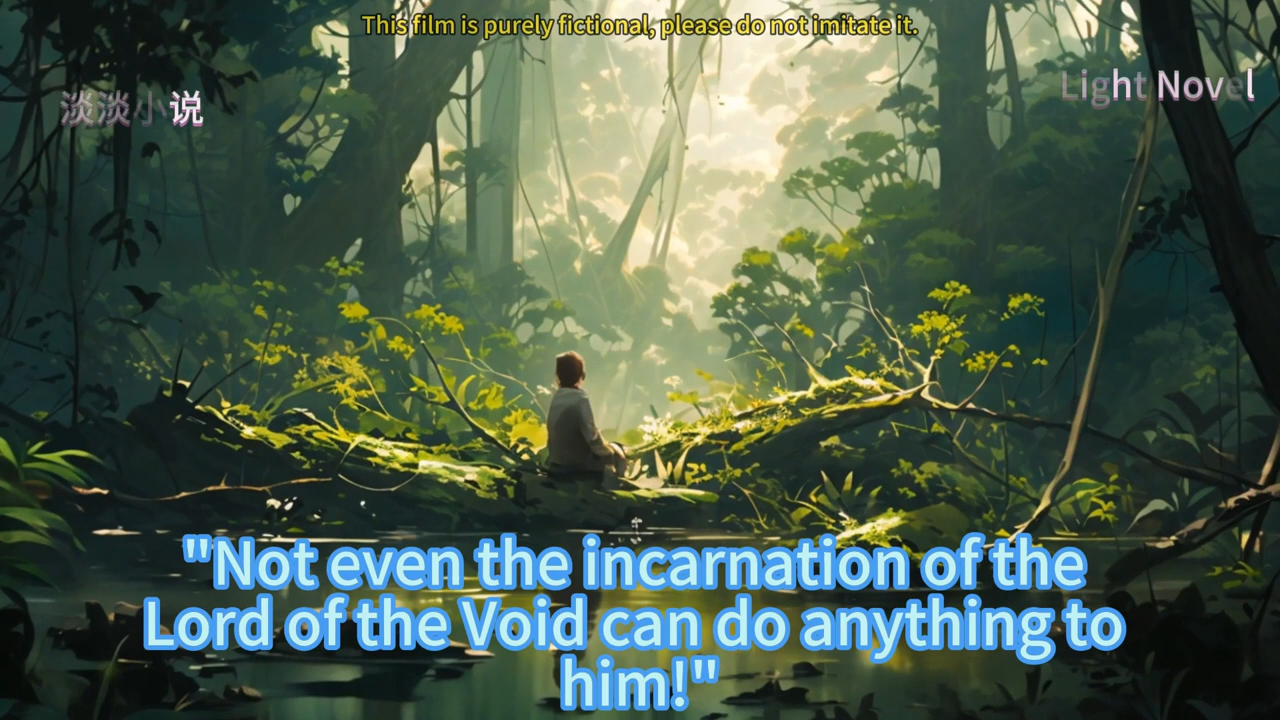 This film is purely fictional, please do not imitate it.
淡淡小说
Light Novel
"Not even the incarnation of the
Lord of the Void can do anything to
him!"